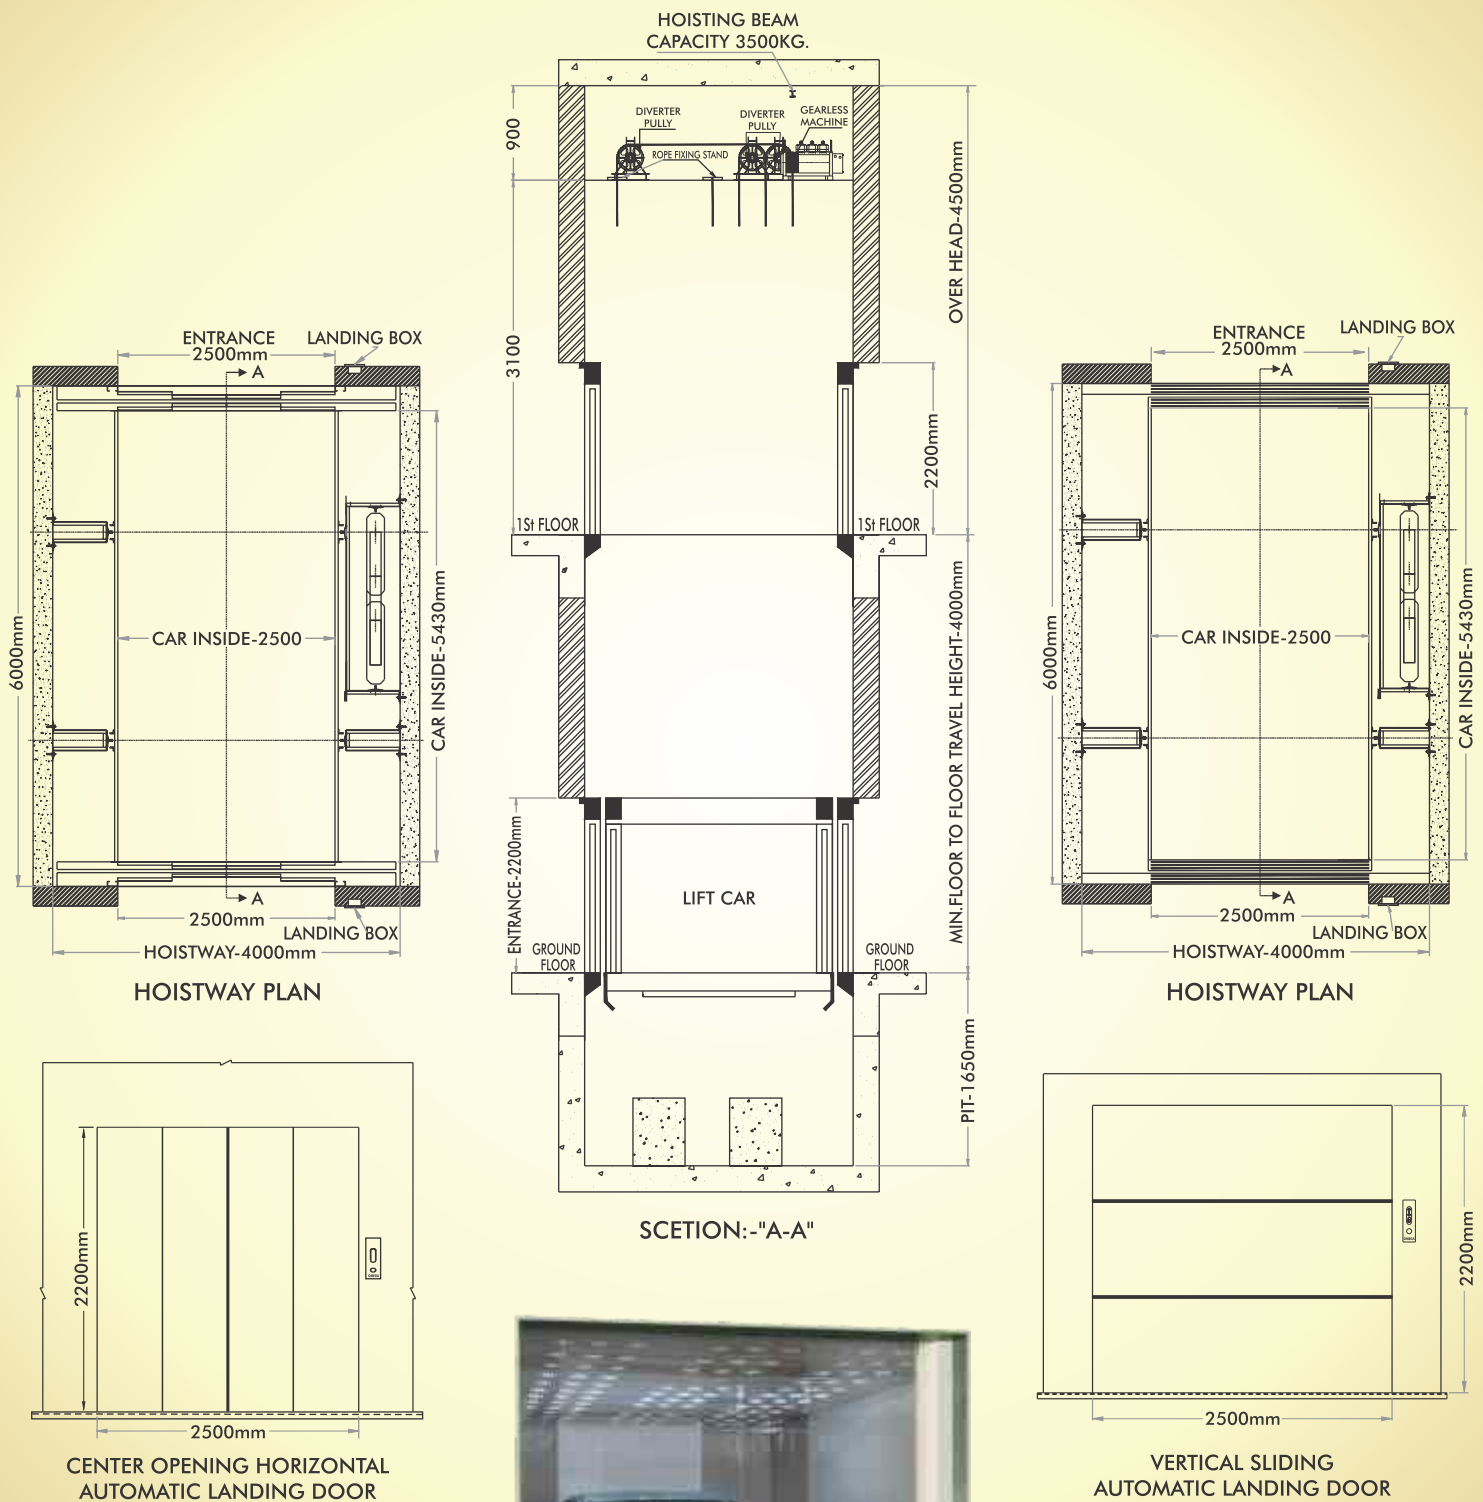 HOISTING BEAM
CAPACITY 3500KG.
900
DIVERTER
PULLY
DIVERTER
PULLY
GEARLESS
MACHINE
ROPE FIXING STAND
OVER HEAD-4500mm
3100
2200mm
1St FLOOR
1St FLOOR
MIN.FLOOR TO FLOOR TRAVEL HEIGHT-4000mm
ENTRANCE-2200mm
LIFT CAR
GROUND
FLOOR
GROUND
FLOOR
PIT-1650mm
SCETION:-"A-A"
ENTRANCE
2500mm
LANDING BOX
A
6000mm
CAR INSIDE-2500
CAR INSIDE-5430mm
A
2500mm
LANDING BOX
HOISTWAY-4000mm
HOISTWAY PLAN
ENTRANCE
2500mm
LANDING BOX
A
6000mm
CAR INSIDE-2500
CAR INSIDE-5430mm
A
2500mm
LANDING BOX
HOISTWAY-4000mm
HOISTWAY PLAN
2200mm
2500mm
CENTER OPENING HORIZONTAL
AUTOMATIC LANDING DOOR
2200mm
2500mm
VERTICAL SLIDING
AUTOMATIC LANDING DOOR